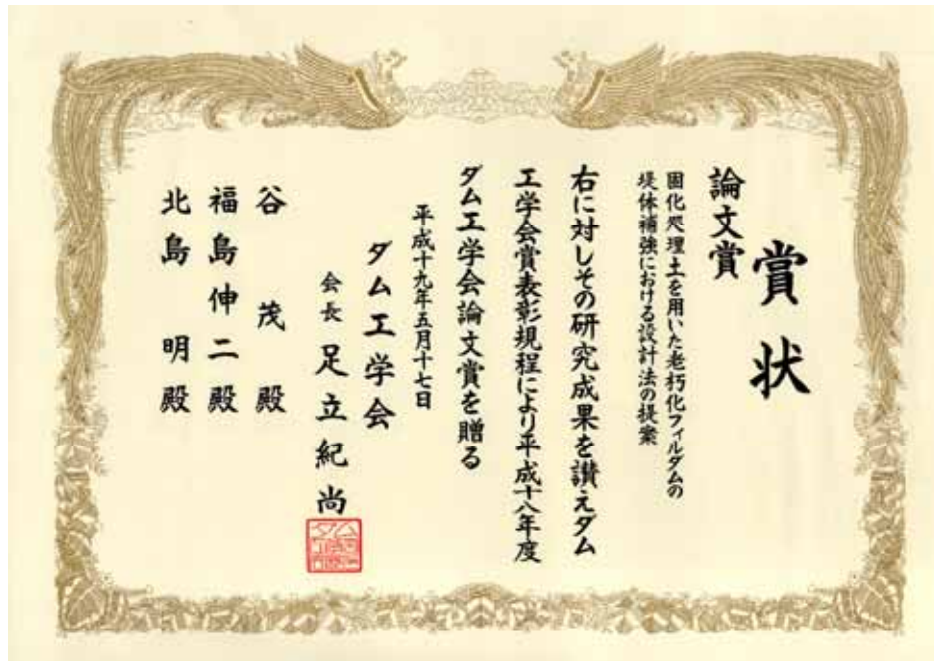 賞状
論文賞
固化処理土を用いた老朽化フィルダムの
堤体補強における設計法の提案
右に対しその研究成果を讃えダム
工学会賞表彰規程により平成十八年度
ダム工学会論文賞を贈る
平成十九年五月十七日
ダム工学会
会長 足立紀尚
谷 茂 殿
福島伸二殿
北島 明殿